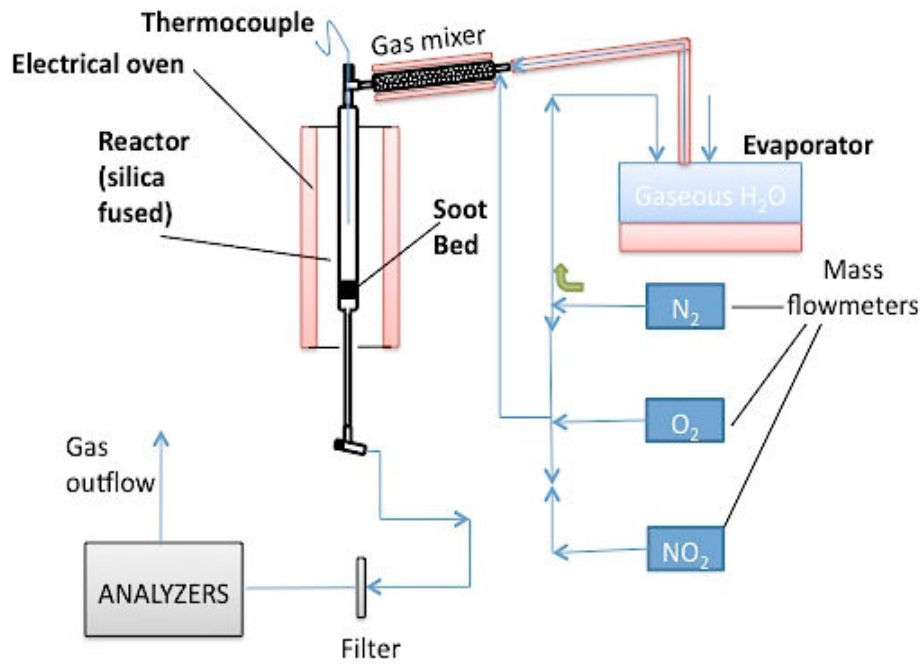 Thermocouple
Gas mixer
Electrical oven
Reactor
(silica
fused)
Soot
Bed
Evaporator
Gaseous H₂O
Mass
flowmeters
N₂
O₂
NO₂
Gas
outflow
ANALYZERS
Filter